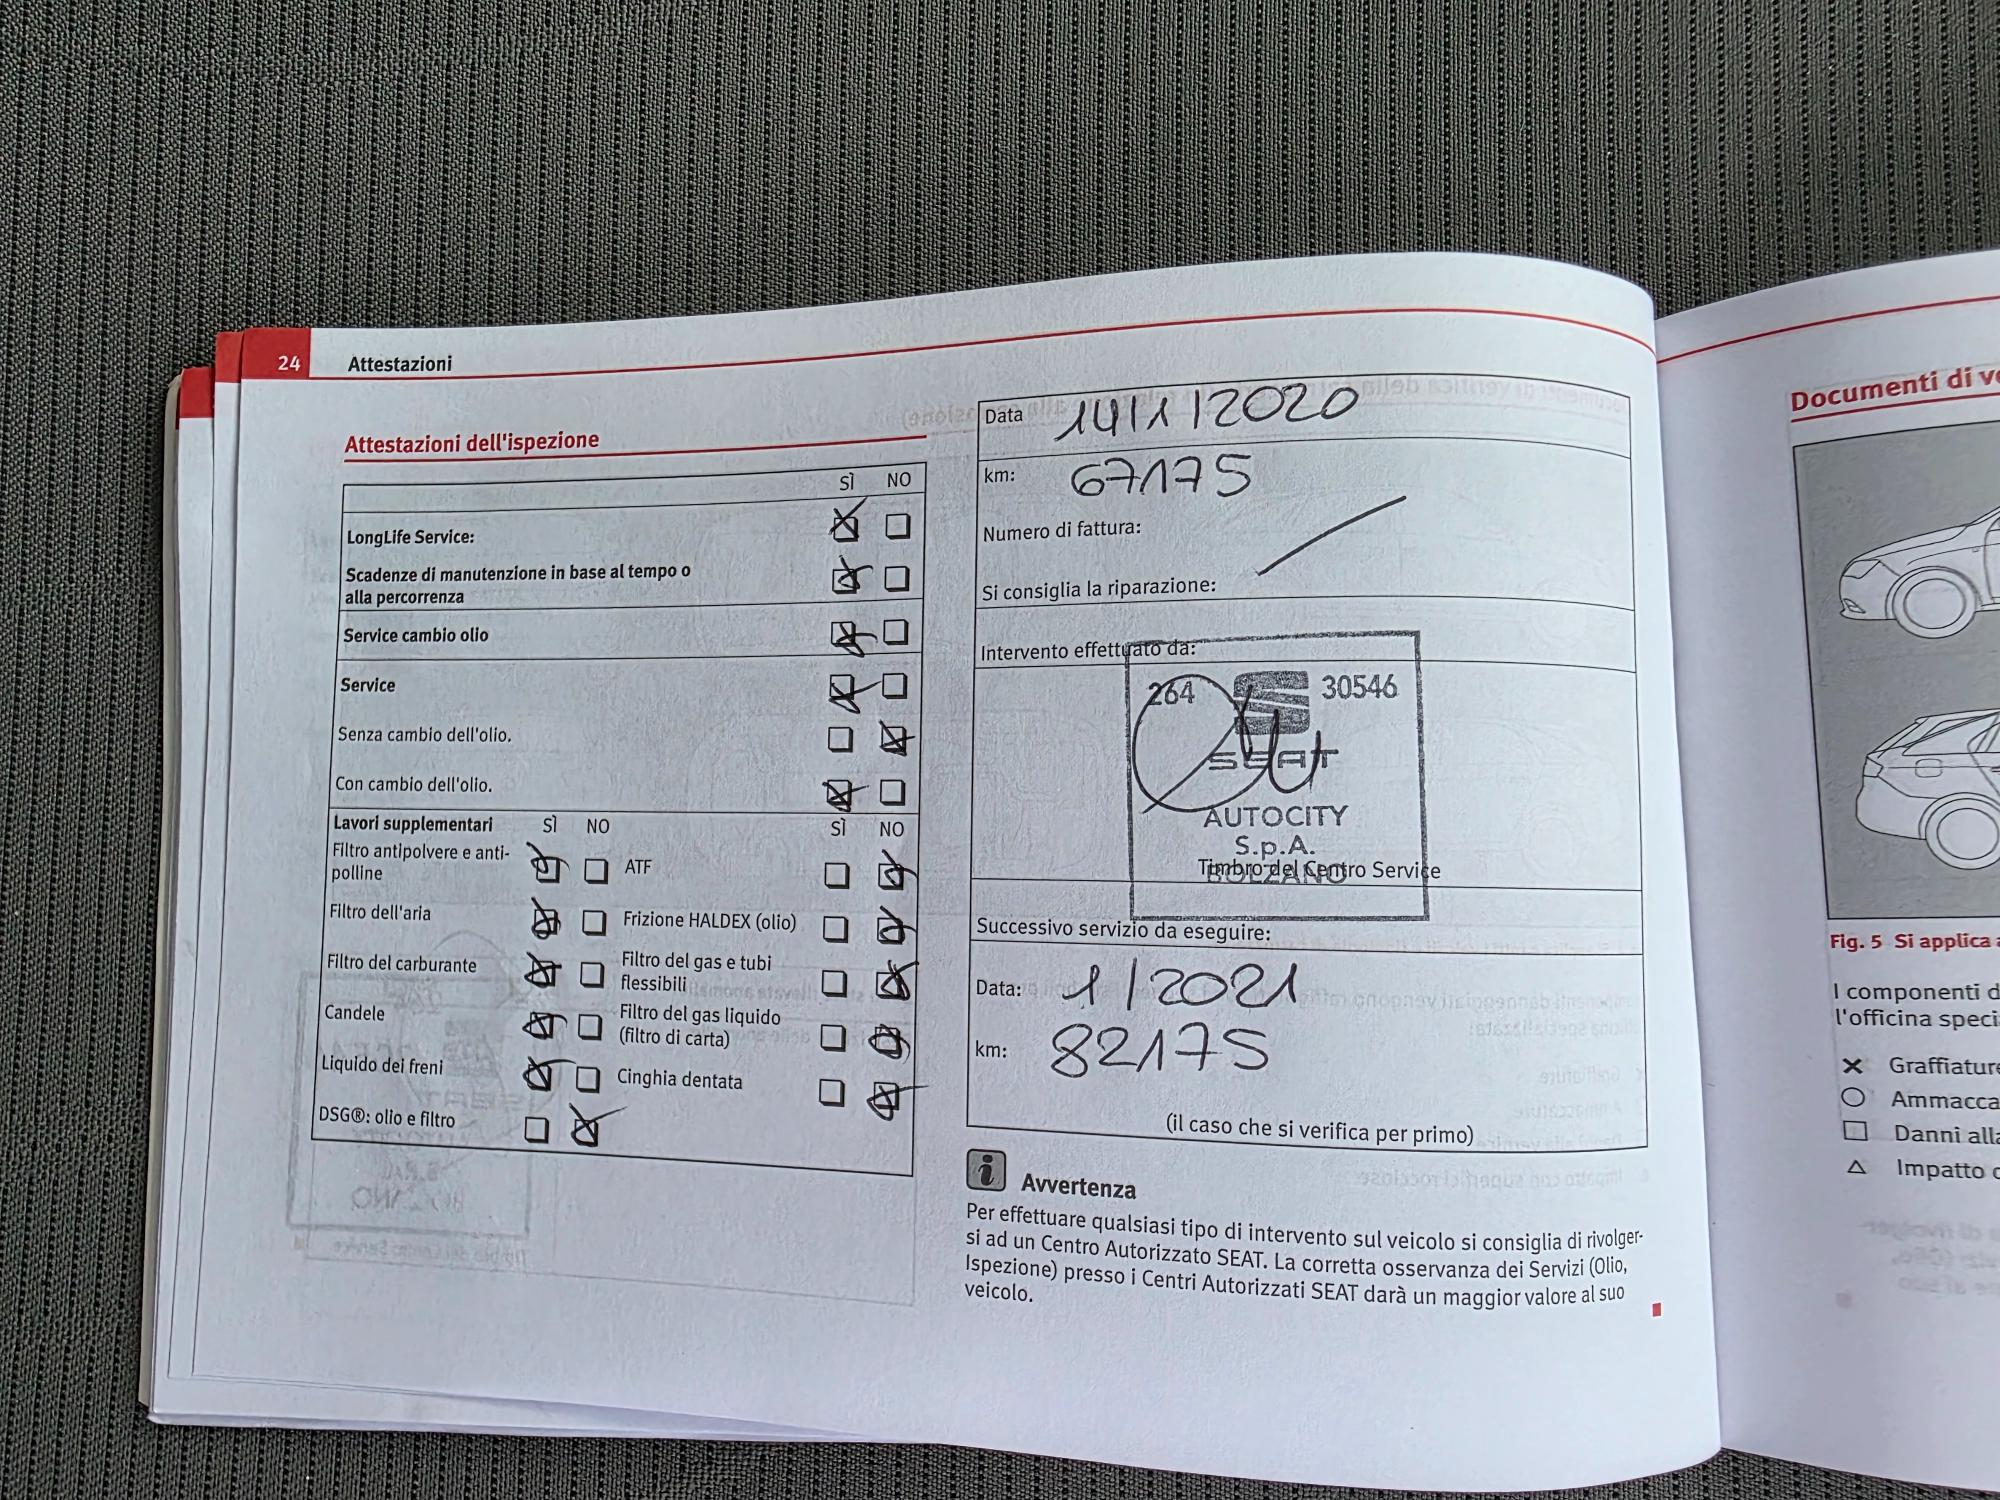 24 Attestazioni
Attestazioni dell'ispezione
SÌ NO
LongLife Service:
Scadenze di manutenzione in base al tempo o
alla percorrenza
Service cambio olio
Service
Senza cambio dell'olio.
Con cambio dell'olio.
Lavori supplementari SÌ NO SÌ NO
Filtro antipolvere e anti-
polline
ATF
Filtro dell'aria
Frizione HALDEX (olio)
Filtro del carburante
Filtro del gas e tubi
flessibili
Candele
Filtro del gas liquido
(filtro di carta)
Liquido dei freni
Cinghia dentata
DSG®: olio e filtro
Data 14/1/2020
km: 67175
Numero di fattura:
Si consiglia la riparazione:
Intervento effettuato da:
264 30546
SEAT
AUTOCITY
S.p.A.
BOLZANO
Timbro del Centro Service
Successivo servizio da eseguire:
Data: 1/2021
km: 82175
(il caso che si verifica per primo)
Avvertenza
Per effettuare qualsiasi tipo di intervento sul veicolo si consiglia di rivolger-
si ad un Centro Autorizzato SEAT. La corretta osservanza dei Servizi (Olio,
Ispezione) presso i Centri Autorizzati SEAT darà un maggior valore al suo
veicolo.
Documenti di
Fig. 5 Si applica
I componenti
l'officina
Graffiature
Ammacca
Danni
Impatto